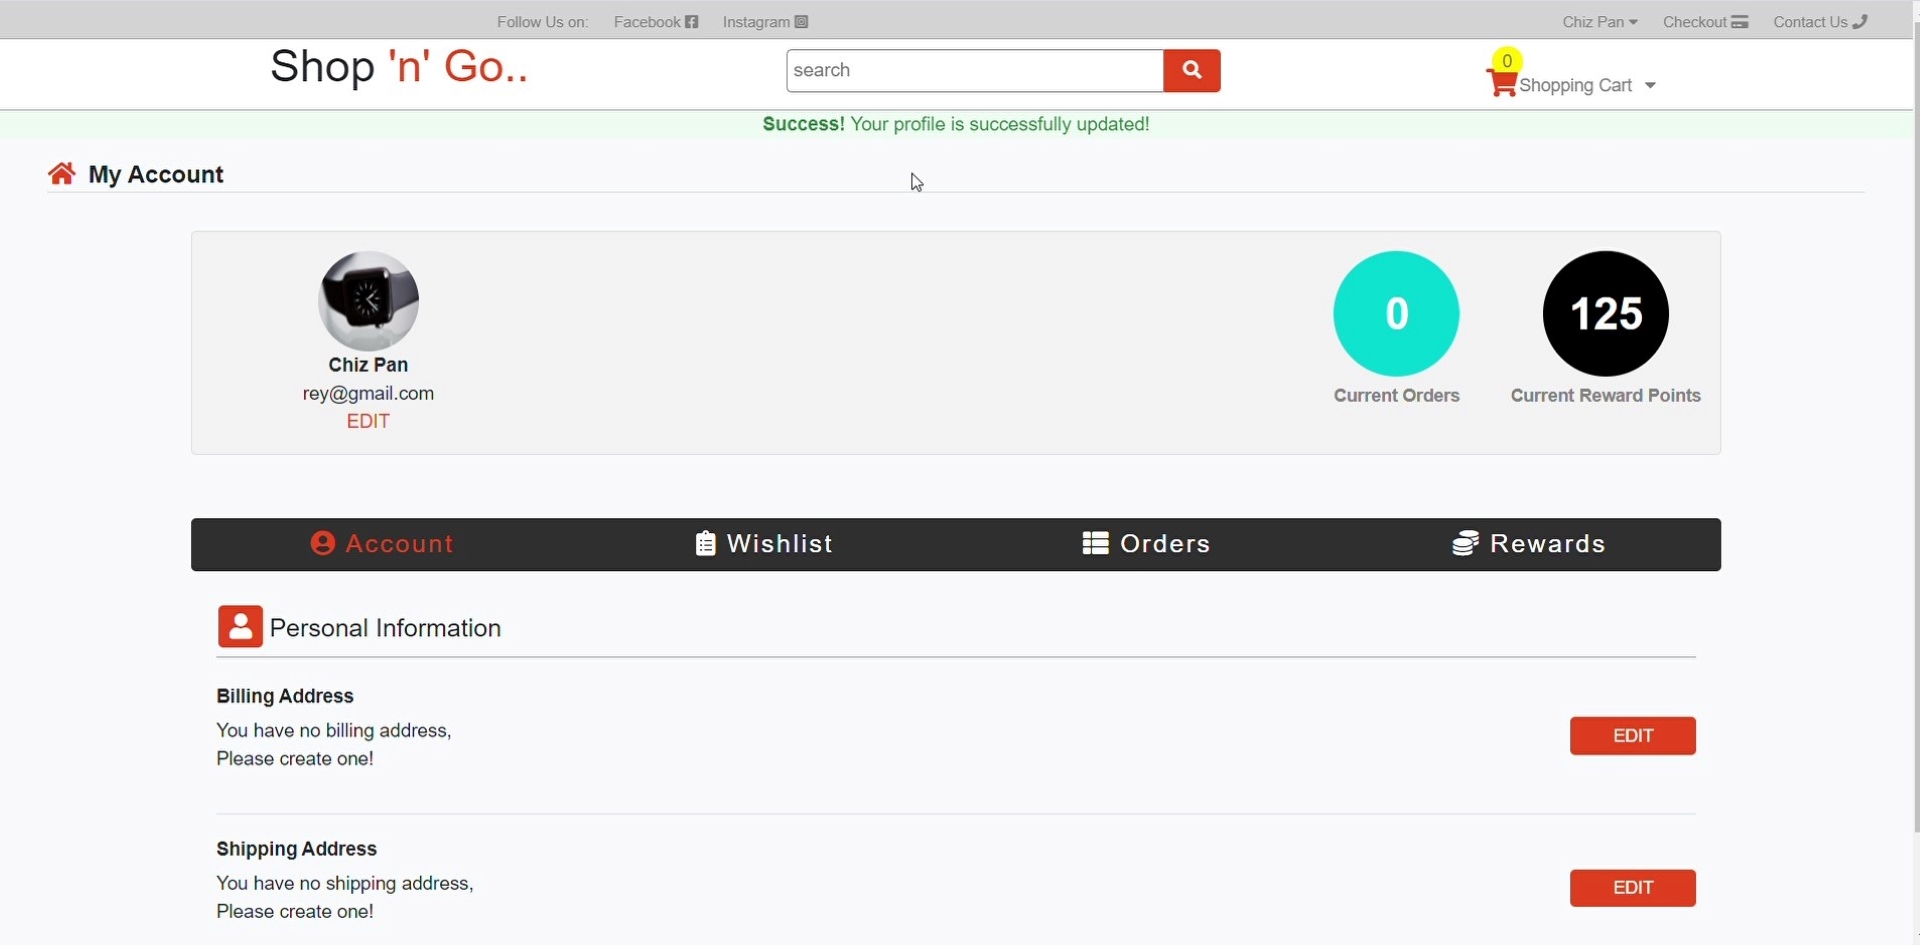 Follow Us on: Facebook Instagram Chiz Pan Checkout Contact Us
Shop 'n' Go.. search 0 Shopping Cart
Success! Your profile is successfully updated!
My Account
0 125
Chiz Pan
rey@gmail.com Current Orders Current Reward Points
EDIT
Account Wishlist Orders Rewards
Personal Information
Billing Address
You have no billing address,
Please create one!
EDIT
Shipping Address
You have no shipping address,
Please create one!
EDIT